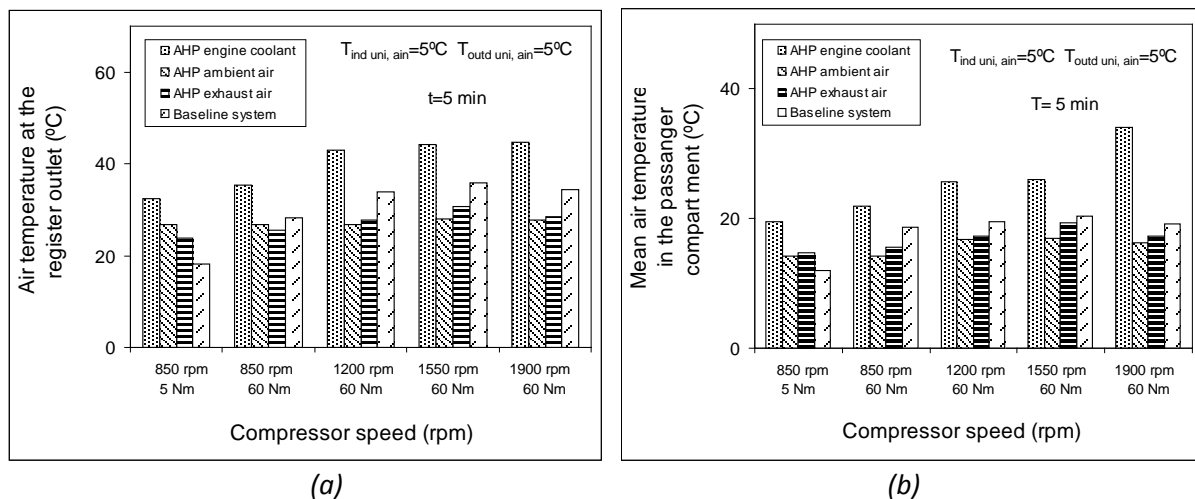 AHP engine coolant
AHP ambient air
AHP exhaust air
Baseline system
T ind uni, ain=5ºC T outd uni, ain=5ºC
t=5 min
60
40
20
0
Air temperature at the
register outlet (ºC)
850 rpm 850 rpm 1200 rpm 1550 rpm 1900 rpm
5 Nm 60 Nm 60 Nm 60 Nm 60 Nm
Compressor speed (rpm)
(a)
AHP engine coolant
AHP ambient air
AHP exhaust air
Baseline system
T ind uni, ain=5ºC T outd uni, ain=5ºC
T= 5 min
40
20
0
Mean air temperature
in the passanger
compart ment (ºC)
850 rpm 850 rpm 1200 rpm 1550 rpm 1900 rpm
5 Nm 60 Nm 60 Nm 60 Nm 60 Nm
Compressor speed (rpm)
(b)